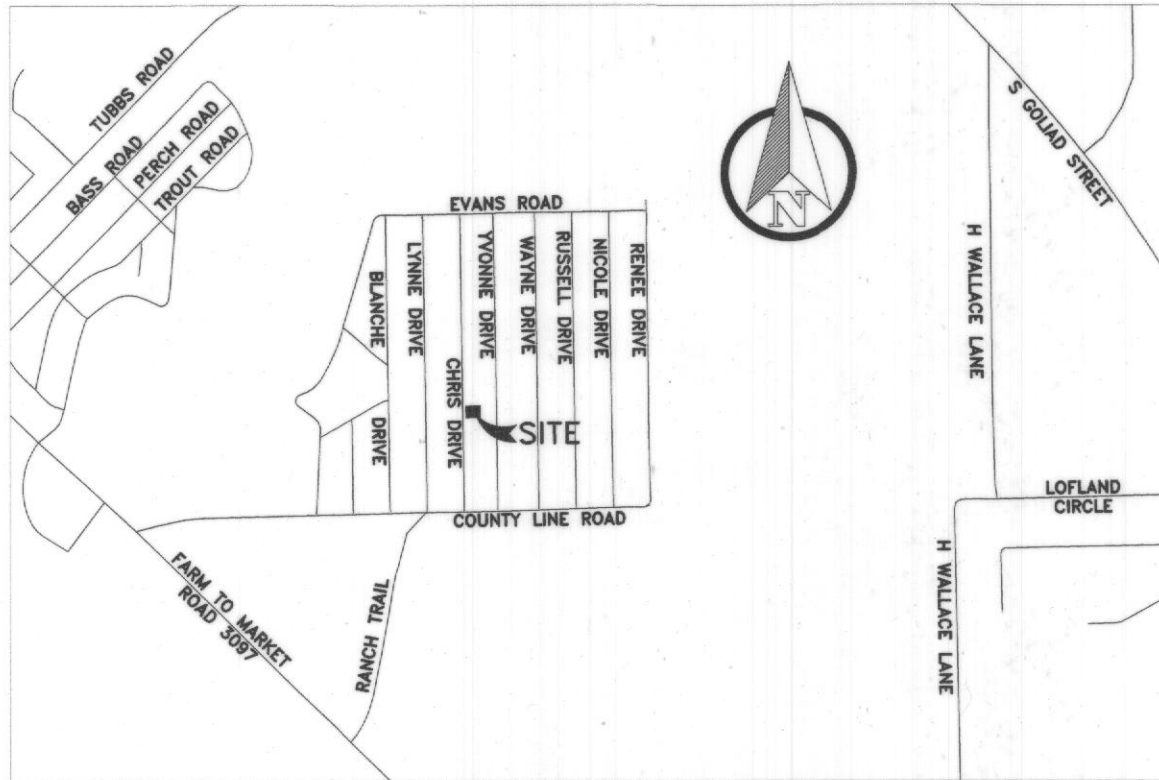 TUBBS ROAD
BASS ROAD
PERCH ROAD
TROUT ROAD
S GOLIAD STREET
N
EVANS ROAD
BLANCHE
DRIVE
LYNNE DRIVE
CHRIS DRIVE
YVONNE DRIVE
WAYNE DRIVE
RUSSELL DRIVE
NICOLE DRIVE
RENEE DRIVE
H WALLACE LANE
SITE
COUNTY LINE ROAD
LOFLAND
CIRCLE
H WALLACE LANE
FARM TO MARKET
ROAD 3097
RANCH TRAIL